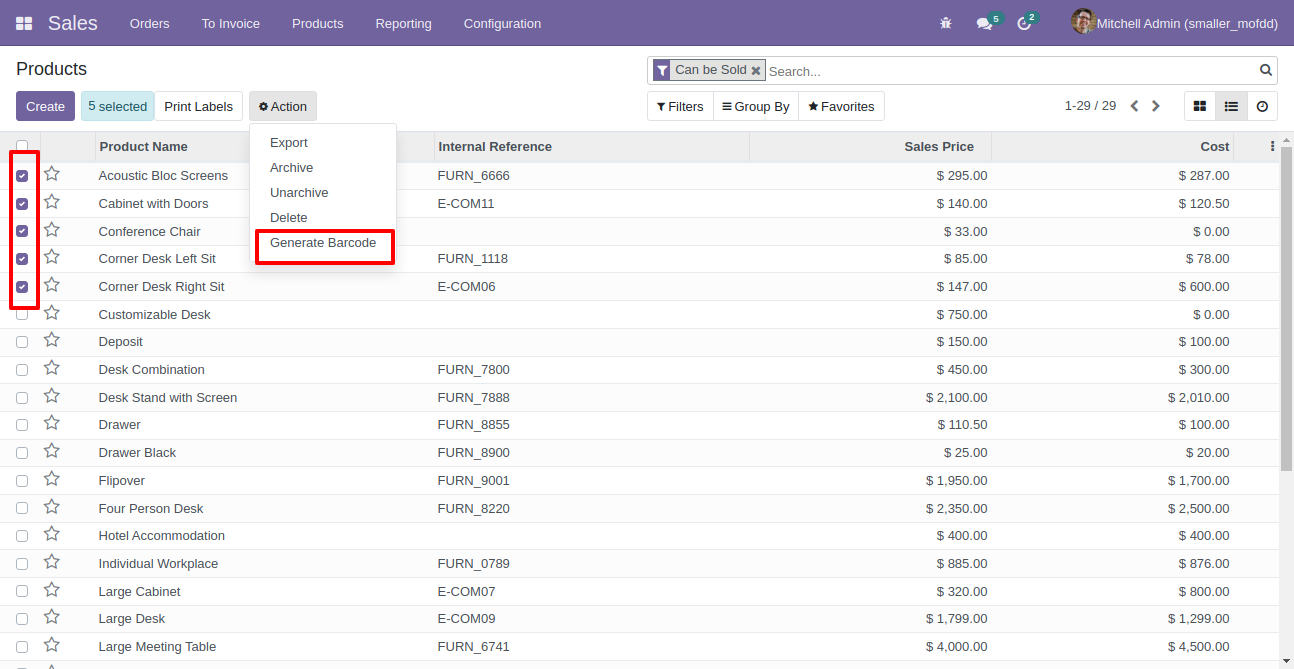 Sales Orders To Invoice Products Reporting Configuration 5 2 Mitchell Admin (smaller_mofdd)
Products Can be Sold Search...
Create 5 selected Print Labels Action Filters Group By Favorites 1-29 / 29
Export
Archive
Unarchive
Delete
Generate Barcode
Product Name Internal Reference Sales Price Cost
Acoustic Bloc Screens FURN_6666 $ 295.00 $ 287.00
Cabinet with Doors E-COM11 $ 140.00 $ 120.50
Conference Chair $ 33.00 $ 0.00
Corner Desk Left Sit FURN_1118 $ 85.00 $ 78.00
Corner Desk Right Sit E-COM06 $ 147.00 $ 600.00
Customizable Desk $ 750.00 $ 0.00
Deposit $ 150.00 $ 100.00
Desk Combination FURN_7800 $ 450.00 $ 300.00
Desk Stand with Screen FURN_7888 $ 2,100.00 $ 2,010.00
Drawer FURN_8855 $ 110.50 $ 100.00
Drawer Black FURN_8900 $ 25.00 $ 20.00
Flipover FURN_9001 $ 1,950.00 $ 1,700.00
Four Person Desk FURN_8220 $ 2,350.00 $ 2,500.00
Hotel Accommodation $ 400.00 $ 400.00
Individual Workplace FURN_0789 $ 885.00 $ 876.00
Large Cabinet E-COM07 $ 320.00 $ 800.00
Large Desk E-COM09 $ 1,799.00 $ 1,299.00
Large Meeting Table FURN_6741 $ 4,000.00 $ 4,500.00